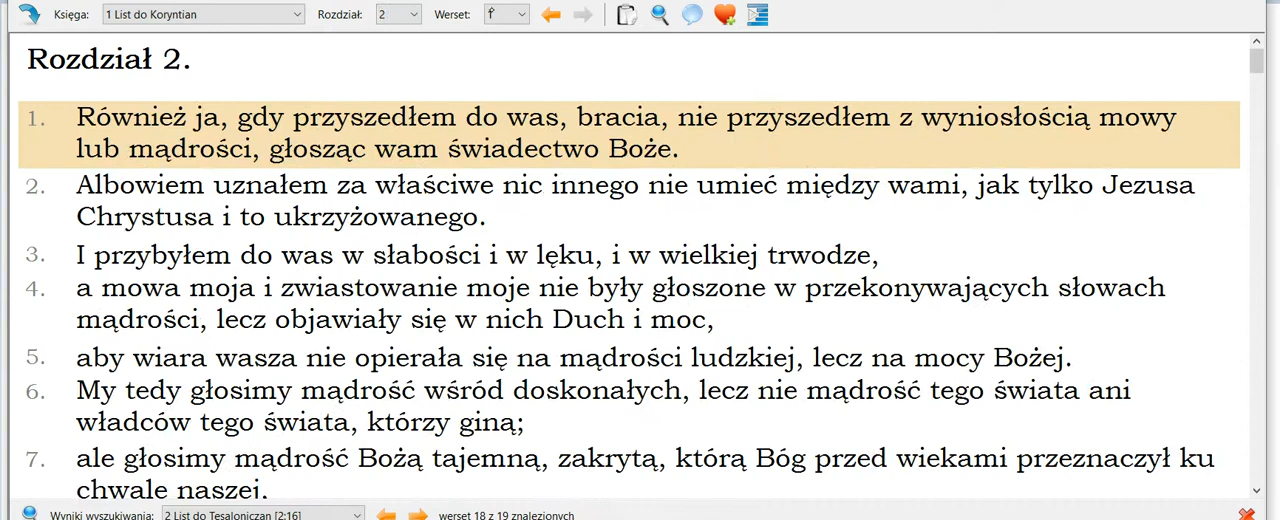 Księga: 1 List do Koryntian Rozdział: 2 Werset: 1
Rozdział 2.
1. Również ja, gdy przyszedłem do was, bracia, nie przyszedłem z wyniosłością mowy
lub mądrości, głosząc wam świadectwo Boże.
2. Albowiem uznałem za właściwe nic innego nie umieć między wami, jak tylko Jezusa
Chrystusa i to ukrzyżowanego.
3. I przybyłem do was w słabości i w lęku, i w wielkiej trwodze,
4. a mowa moja i zwiastowanie moje nie były głoszone w przekonywających słowach
mądrości, lecz objawiały się w nich Duch i moc,
5. aby wiara wasza nie opierała się na mądrości ludzkiej, lecz na mocy Bożej.
6. My tedy głosimy mądrość wśród doskonałych, lecz nie mądrość tego świata ani
władców tego świata, którzy giną;
7. ale głosimy mądrość Bożą tajemną, zakrytą, którą Bóg przed wiekami przeznaczył ku
chwale naszej,
Wyniki wyszukiwania: 2 List do Tesaloniczan [2:16] werset 18 z 19 znalezionych